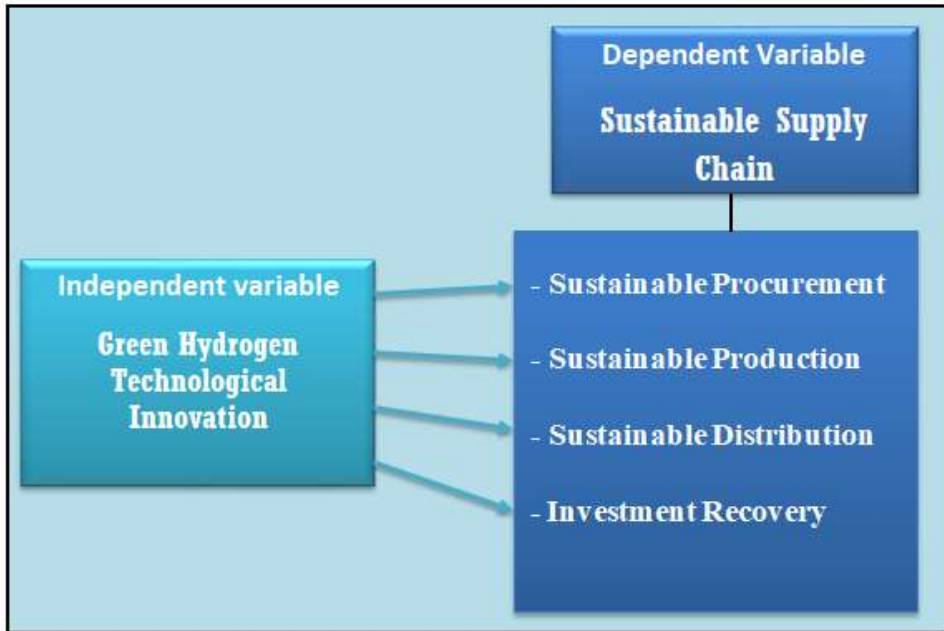 Dependent Variable
Sustainable Supply
Chain
Independent variable
Green Hydrogen
Technological
Innovation
- Sustainable Procurement
- Sustainable Production
- Sustainable Distribution
- Investment Recovery